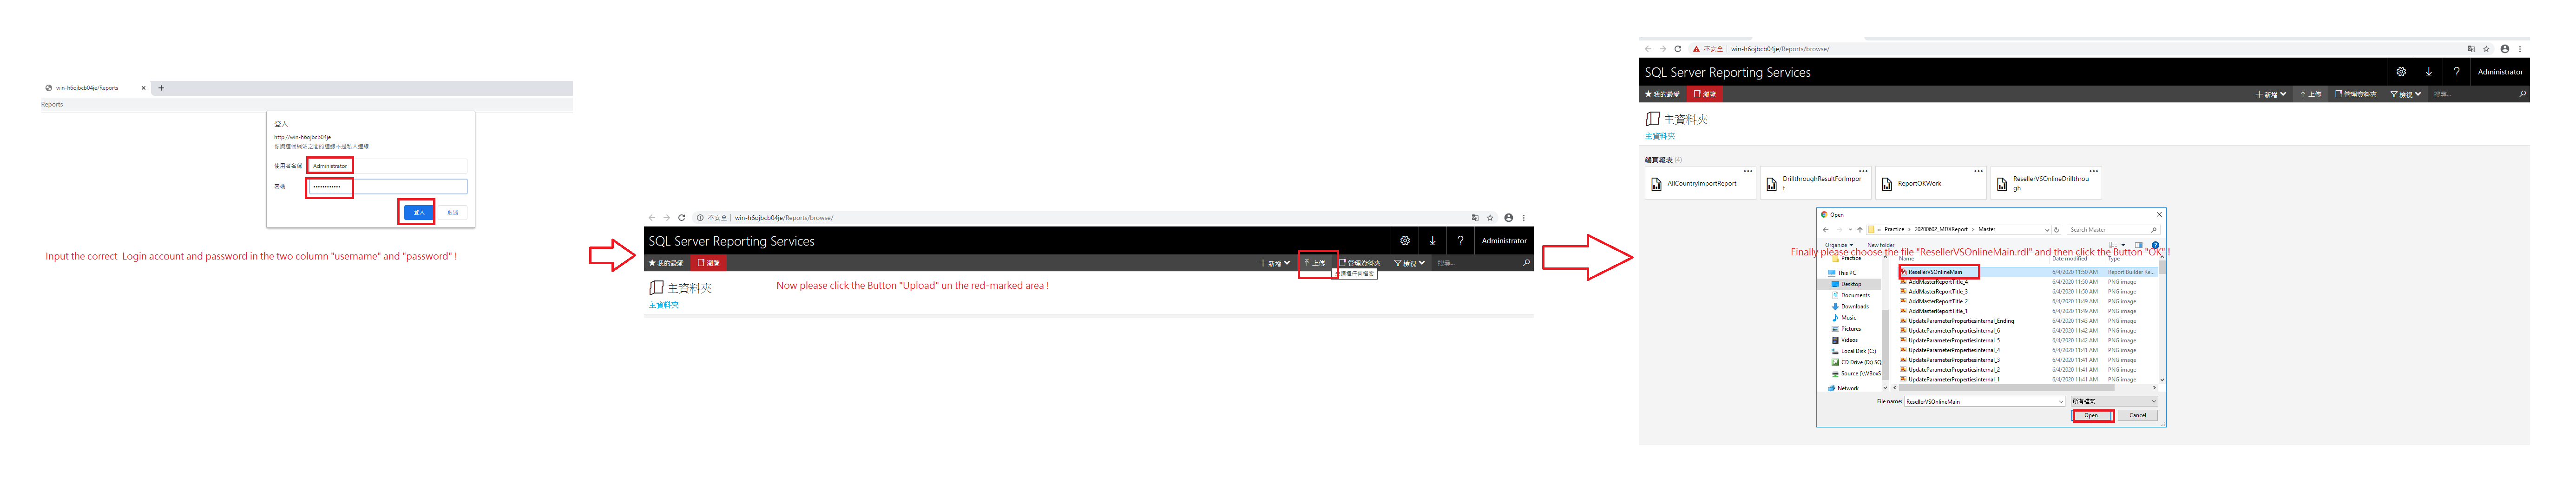 win-h6ojbcb04je/Reports
Reports
登入
http://win-h6ojbcb04je
你與這個網站之間的連線不是私人連線
使用者名稱 Administrator
密碼 ••••••••••••
登入 取消
Input the correct  Login account and password in the two column "username" and "password" !
不安全 | win-h6ojbcb04je/Reports/browse/
SQL Server Reporting Services
Administrator
我的最愛 瀏覽 新增 上傳 管理資料夾 檢視 搜尋...
主資料夾
主資料夾
Now please click the Button "Upload" un the red-marked area !
不安全 | win-h6ojbcb04je/Reports/browse/
SQL Server Reporting Services
Administrator
我的最愛 瀏覽 新增 上傳 管理資料夾 檢視 搜尋...
主資料夾
主資料夾
編頁報表 (4)
AllCountryImportReport
DrillthroughResultForImpor
t
ReportOKWork
ResellerVSOnlineDrillthrou
gh
Open
« Practice > 20200602_MDXReport > Master
Search Master
Organize New folder
Finally please choose the file "ResellerVSOnlineMain.rdl" and then click the Button "OK" !
Name Date modified Type
Practice
This PC
Desktop
Documents
Downloads
Music
Pictures
Videos
Local Disk (C:)
CD Drive (D:) SQ
Source (\\VBoxS
Network
ResellerVSOnlineMain 6/4/2020 11:50 AM Report Builder Re...
AddMasterReportTitle_4 6/4/2020 11:50 AM PNG image
AddMasterReportTitle_3 6/4/2020 11:50 AM PNG image
AddMasterReportTitle_2 6/4/2020 11:49 AM PNG image
AddMasterReportTitle_1 6/4/2020 11:49 AM PNG image
UpdateParameterPropertiesinternal_Ending 6/4/2020 11:43 AM PNG image
UpdateParameterPropertiesinternal_6 6/4/2020 11:42 AM PNG image
UpdateParameterPropertiesinternal_5 6/4/2020 11:42 AM PNG image
UpdateParameterPropertiesinternal_4 6/4/2020 11:41 AM PNG image
UpdateParameterPropertiesinternal_3 6/4/2020 11:41 AM PNG image
UpdateParameterPropertiesinternal_2 6/4/2020 11:41 AM PNG image
UpdateParameterPropertiesinternal_1 6/4/2020 11:41 AM PNG image
File name: ResellerVSOnlineMain 所有檔案
Open Cancel